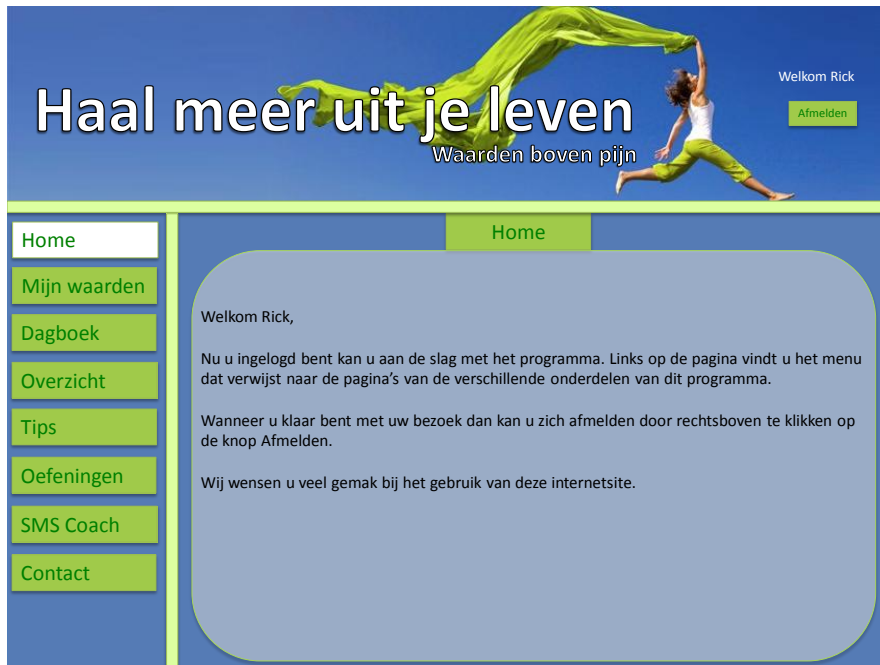 Haal meer uit je leven
Waarden boven pijn
Welkom Rick
Afmelden
Home
Mijn waarden
Dagboek
Overzicht
Tips
Oefeningen
SMS Coach
Contact
Home
Welkom Rick,
Nu u ingelogd bent kan u aan de slag met het programma. Links op de pagina vindt u het menu
dat verwijst naar de pagina’s van de verschillende onderdelen van dit programma.
Wanneer u klaar bent met uw bezoek dan kan u zich afmelden door rechtsboven te klikken op
de knop Afmelden.
Wij wensen u veel gemak bij het gebruik van deze internetsite.